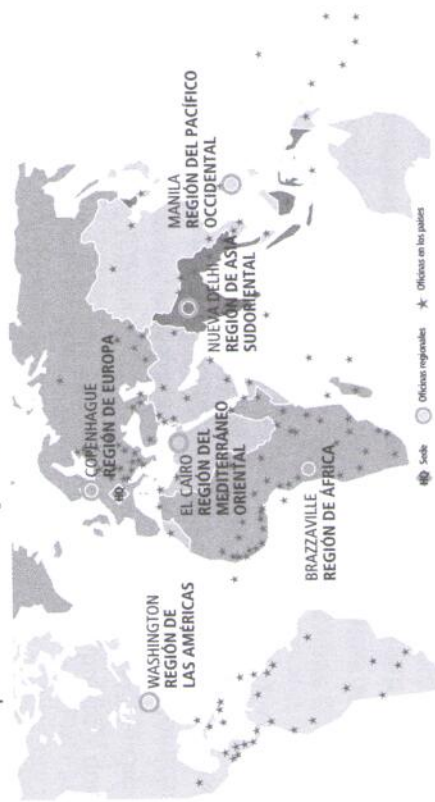 WASHINGTON
REGIÓN DE
LAS AMÉRICAS
COPENHAGUE
REGIÓN DE EUROPA
HQ
EL CAIRO
REGIÓN DEL
MEDITERRÁNEO
ORIENTAL
BRAZZAVILLE
REGIÓN DE ÁFRICA
NUEVA DELHI
REGIÓN DE ASIA
SUDORIENTAL
MANILA
REGIÓN DEL PACÍFICO
OCCIDENTAL
HQ Sede
Oficinas regionales
Oficinas en los países